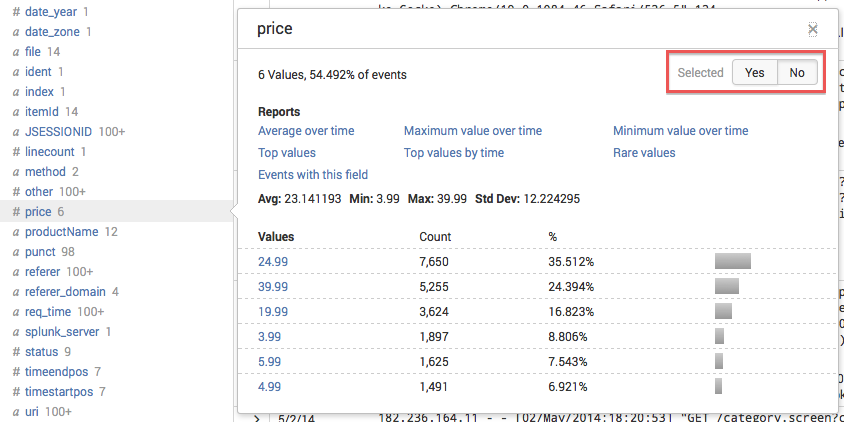 # date_year 1
a date_zone 1
a file 14
a ident 1
a index 1
a itemId 14
a JSESSIONID 100+
# linecount 1
a method 2
# other 100+
# price 6
a productName 12
a punct 98
a referer 100+
a referer_domain 4
a req_time 100+
a splunk_server 1
# status 9
# timeendpos 7
# timestartpos 7
a uri 100+
price
6 Values, 54.492% of events
Selected Yes No
Reports
Average over time Maximum value over time Minimum value over time
Top values Top values by time Rare values
Events with this field
Avg: 23.141193 Min: 3.99 Max: 39.99 Std Dev: 12.224295
Values Count %
24.99 7,650 35.512%
39.99 5,255 24.394%
19.99 3,624 16.823%
3.99 1,897 8.806%
5.99 1,625 7.543%
4.99 1,491 6.921%
> 5/2/14 182.236.164.11 - - [02/May/2014:18:20:53] "GET /category.screen?c